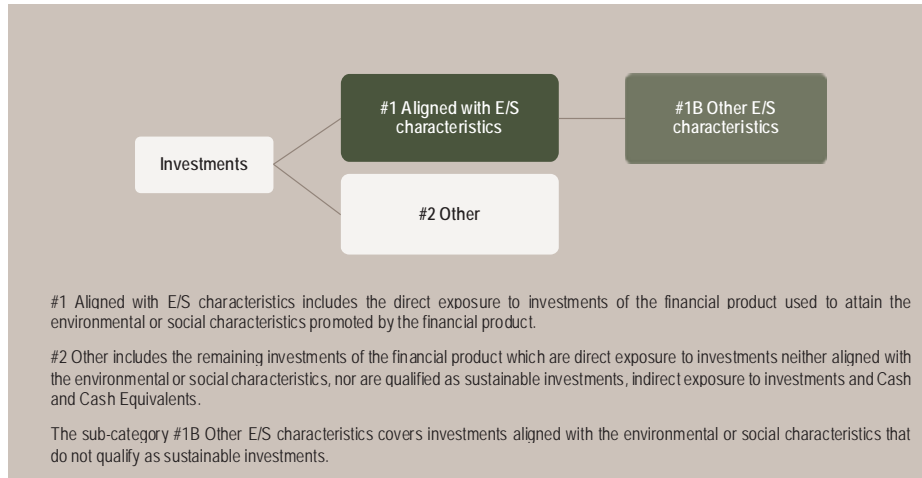 #1 Aligned with E/S
characteristics
#1B Other E/S
characteristics
Investments
#2 Other
#1 Aligned with E/S characteristics includes the direct exposure to investments of the financial product used to attain the
environmental or social characteristics promoted by the financial product.
#2 Other includes the remaining investments of the financial product which are direct exposure to investments neither aligned with
the environmental or social characteristics, nor are qualified as sustainable investments, indirect exposure to investments and Cash
and Cash Equivalents.
The sub-category #1B Other E/S characteristics covers investments aligned with the environmental or social characteristics that
do not qualify as sustainable investments.